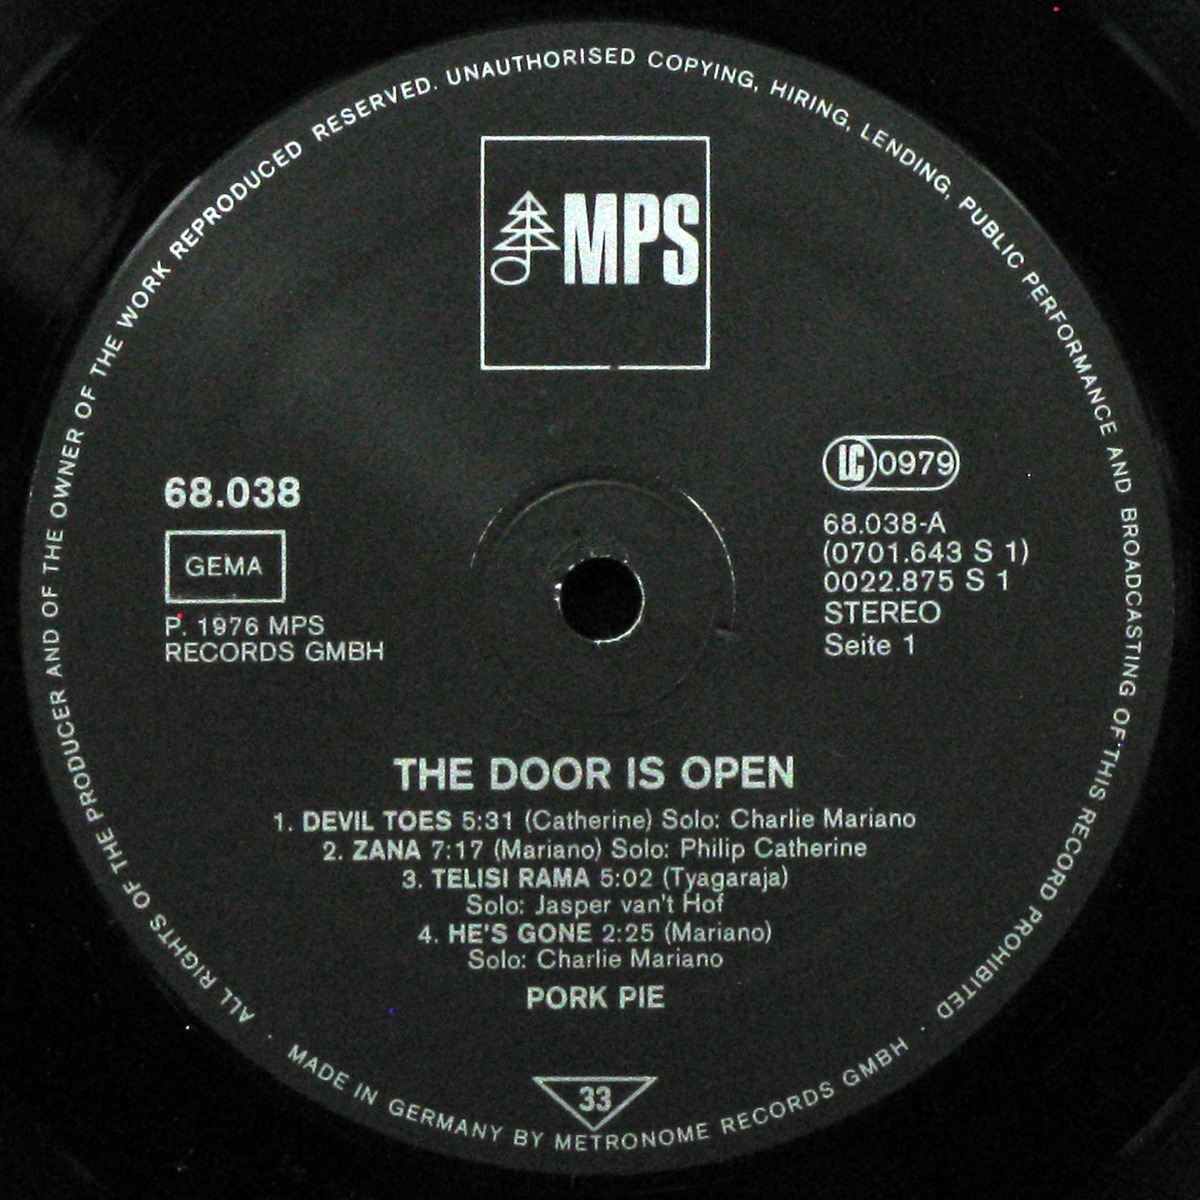 ALL RIGHTS OF THE PRODUCER AND OF THE OWNER OF THE WORK REPRODUCED RESERVED. UNAUTHORISED COPYING, HIRING, LENDING, PUBLIC PERFORMANCE AND BROADCASTING OF THIS RECORD PROHIBITED
MPS
68.038
GEMA
P. 1976 MPS
RECORDS GMBH
LC 0979
68.038-A
(0701.643 S 1)
0022.875 S 1
STEREO
Seite 1
THE DOOR IS OPEN
1. DEVIL TOES 5:31 (Catherine) Solo: Charlie Mariano
2. ZANA 7:17 (Mariano) Solo: Philip Catherine
3. TELISI RAMA 5:02 (Tyagaraja)
Solo: Jasper van't Hof
4. HE'S GONE 2:25 (Mariano)
Solo: Charlie Mariano
PORK PIE
33
· MADE IN GERMANY BY METRONOME RECORDS GMBH ·